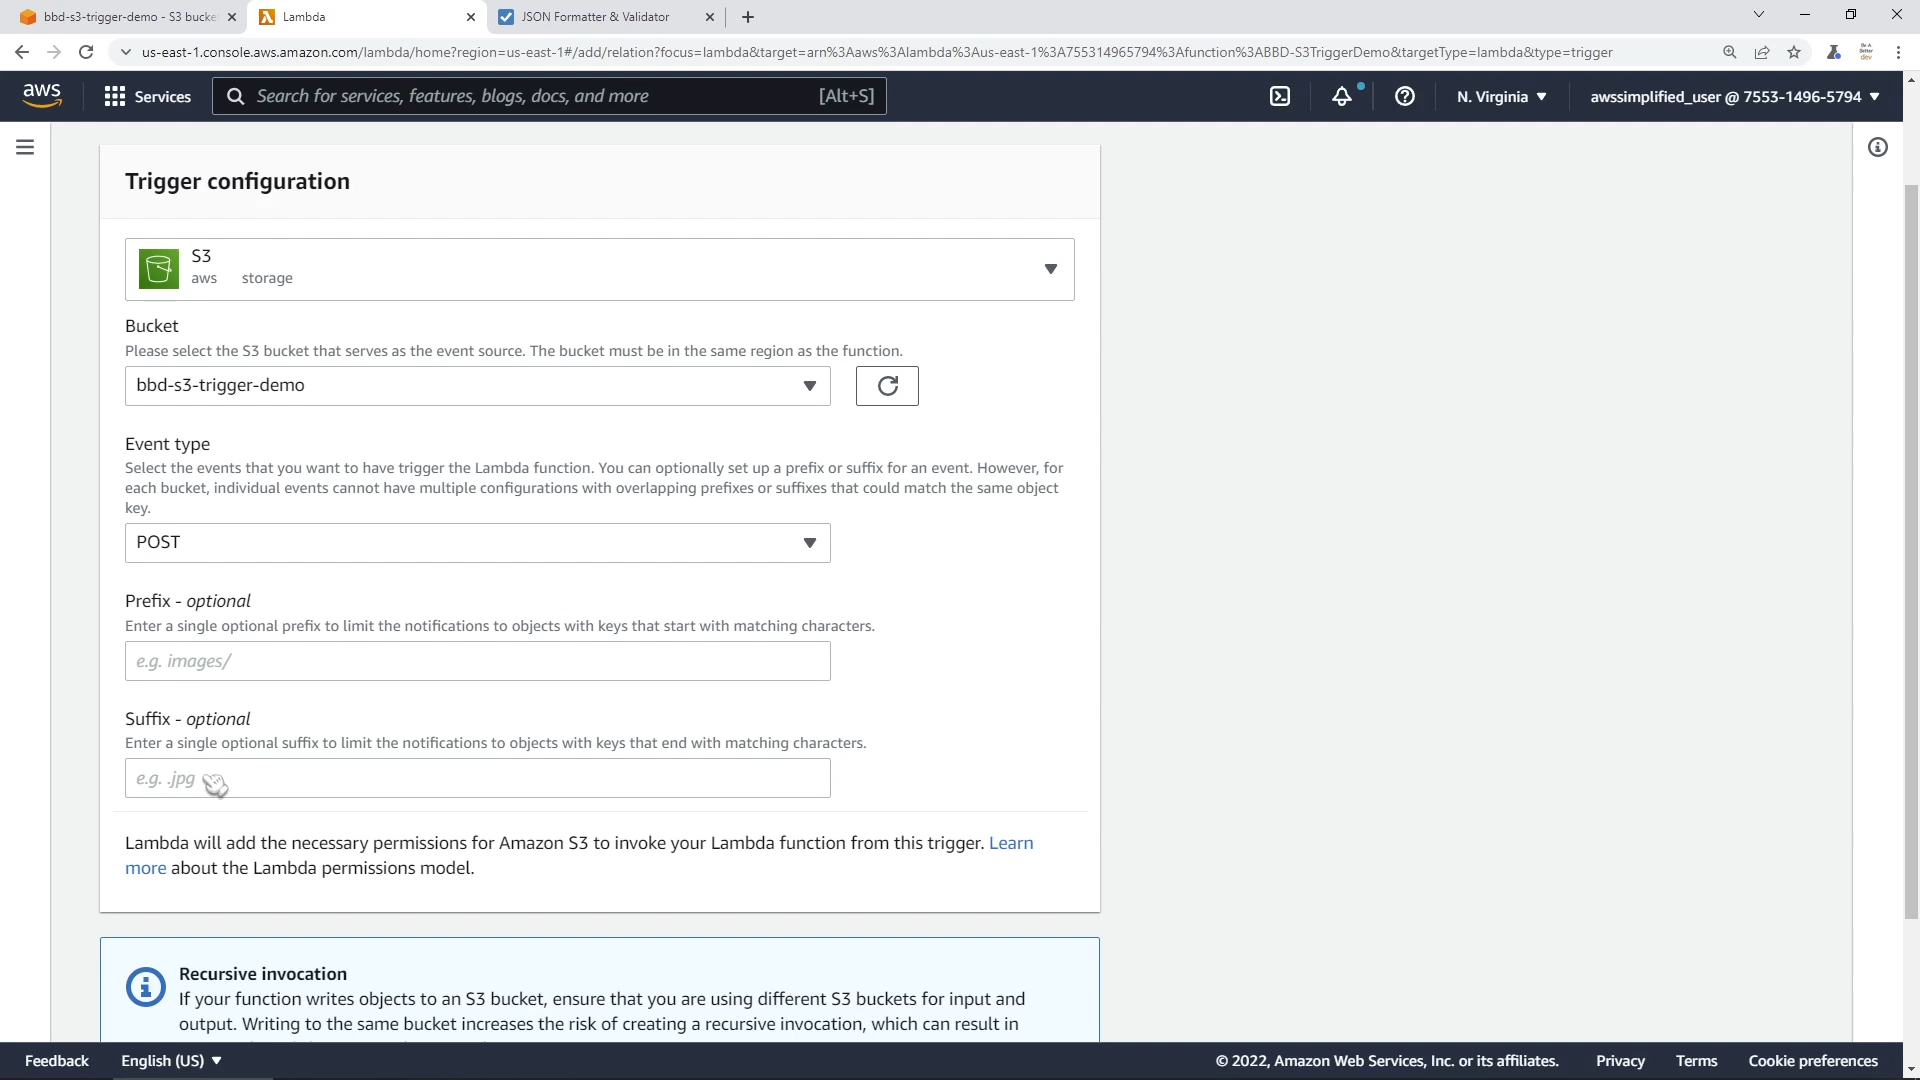 bbd-s3-trigger-demo - S3 bucke
Lambda
JSON Formatter & Validator
us-east-1.console.aws.amazon.com/lambda/home?region=us-east-1#/add/relation?focus=lambda&target=arn%3Aaws%3Alambda%3Aus-east-1%3A755314965794%3Afunction%3ABBD-S3TriggerDemo&targetType=lambda&type=trigger
aws
Services
Search for services, features, blogs, docs, and more
[Alt+S]
N. Virginia
awssimplified_user @ 7553-1496-5794
Trigger configuration
S3
aws storage
Bucket
Please select the S3 bucket that serves as the event source. The bucket must be in the same region as the function.
bbd-s3-trigger-demo
Event type
Select the events that you want to have trigger the Lambda function. You can optionally set up a prefix or suffix for an event. However, for
each bucket, individual events cannot have multiple configurations with overlapping prefixes or suffixes that could match the same object
key.
POST
Prefix - optional
Enter a single optional prefix to limit the notifications to objects with keys that start with matching characters.
e.g. images/
Suffix - optional
Enter a single optional suffix to limit the notifications to objects with keys that end with matching characters.
e.g. .jpg
Lambda will add the necessary permissions for Amazon S3 to invoke your Lambda function from this trigger. Learn
more about the Lambda permissions model.
Recursive invocation
If your function writes objects to an S3 bucket, ensure that you are using different S3 buckets for input and
output. Writing to the same bucket increases the risk of creating a recursive invocation, which can result in
Feedback
English (US)
© 2022, Amazon Web Services, Inc. or its affiliates.
Privacy
Terms
Cookie preferences